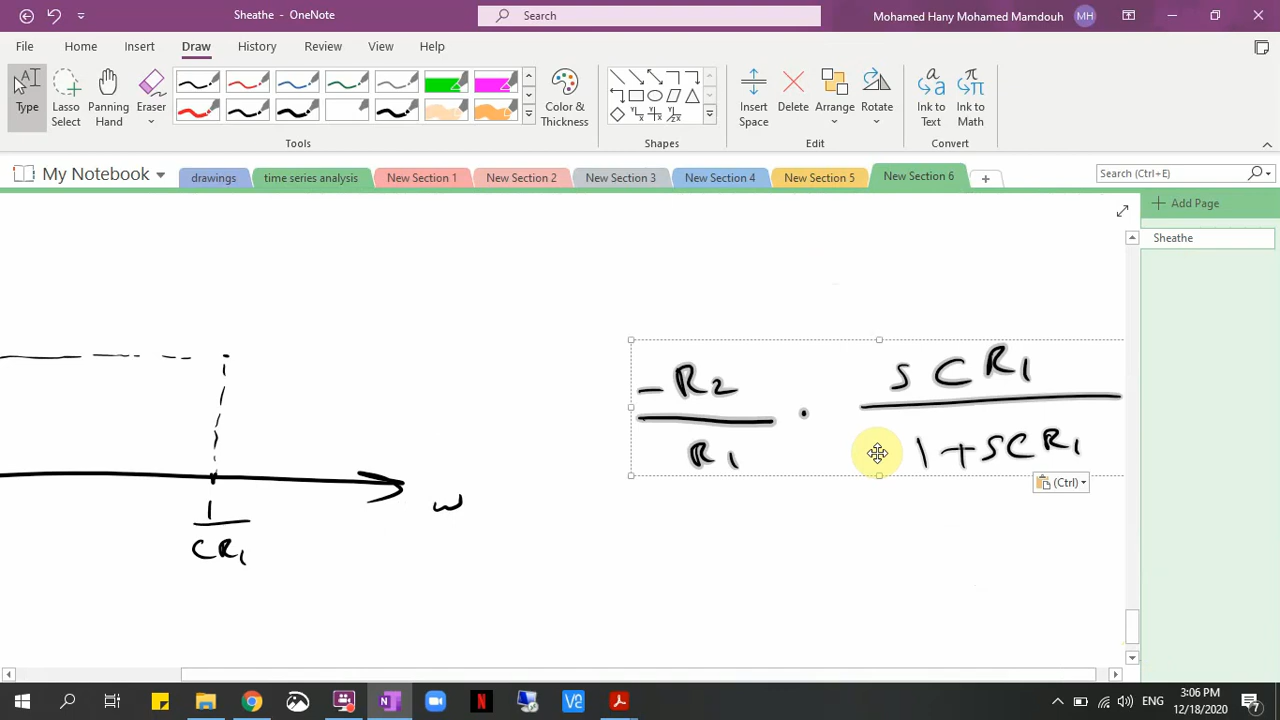 Sheathe - OneNote
Search
Mohamed Hany Mohamed Mamdouh
MH
File
Home
Insert
Draw
History
Review
View
Help
Type
Lasso Select
Panning Hand
Eraser
Color & Thickness
Insert Space
Delete
Arrange
Rotate
Ink to Text
Ink to Math
Tools
Shapes
Edit
Convert
My Notebook
drawings
time series analysis
New Section 1
New Section 2
New Section 3
New Section 4
New Section 5
New Section 6
Search (Ctrl+E)
Add Page
Sheathe
-R2
R1
.
SCR1
1+SCR1
(Ctrl)
ω
1
CR1
ENG
3:06 PM
12/18/2020
7